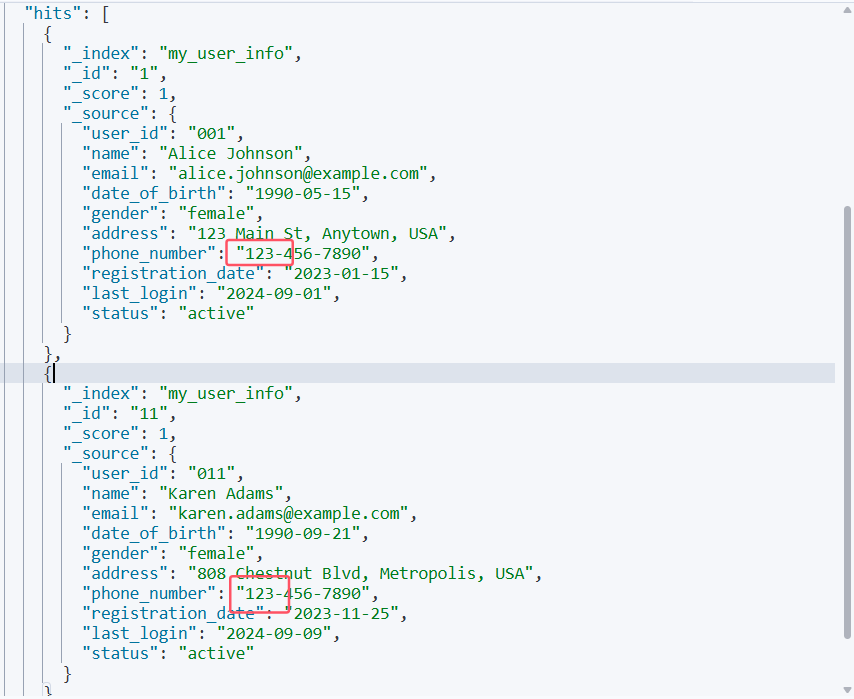 "hits": [
{
"_index": "my_user_info",
"_id": "1",
"_score": 1,
"_source": {
"user_id": "001",
"name": "Alice Johnson",
"email": "alice.johnson@example.com",
"date_of_birth": "1990-05-15",
"gender": "female",
"address": "123 Main St, Anytown, USA",
"phone_number": "123-456-7890",
"registration_date": "2023-01-15",
"last_login": "2024-09-01",
"status": "active"
}
},
{
"_index": "my_user_info",
"_id": "11",
"_score": 1,
"_source": {
"user_id": "011",
"name": "Karen Adams",
"email": "karen.adams@example.com",
"date_of_birth": "1990-09-21",
"gender": "female",
"address": "808 Chestnut Blvd, Metropolis, USA",
"phone_number": "123-456-7890",
"registration_date": "2023-11-25",
"last_login": "2024-09-09",
"status": "active"
}
}